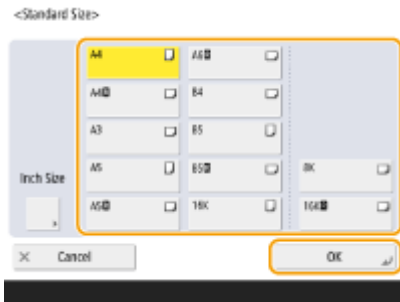 <Standard Size>
A4
A6R
A4R
B4
A3
B5
A5
B5R
8K
Inch Size
A5R
16K
16KR
× Cancel
OK